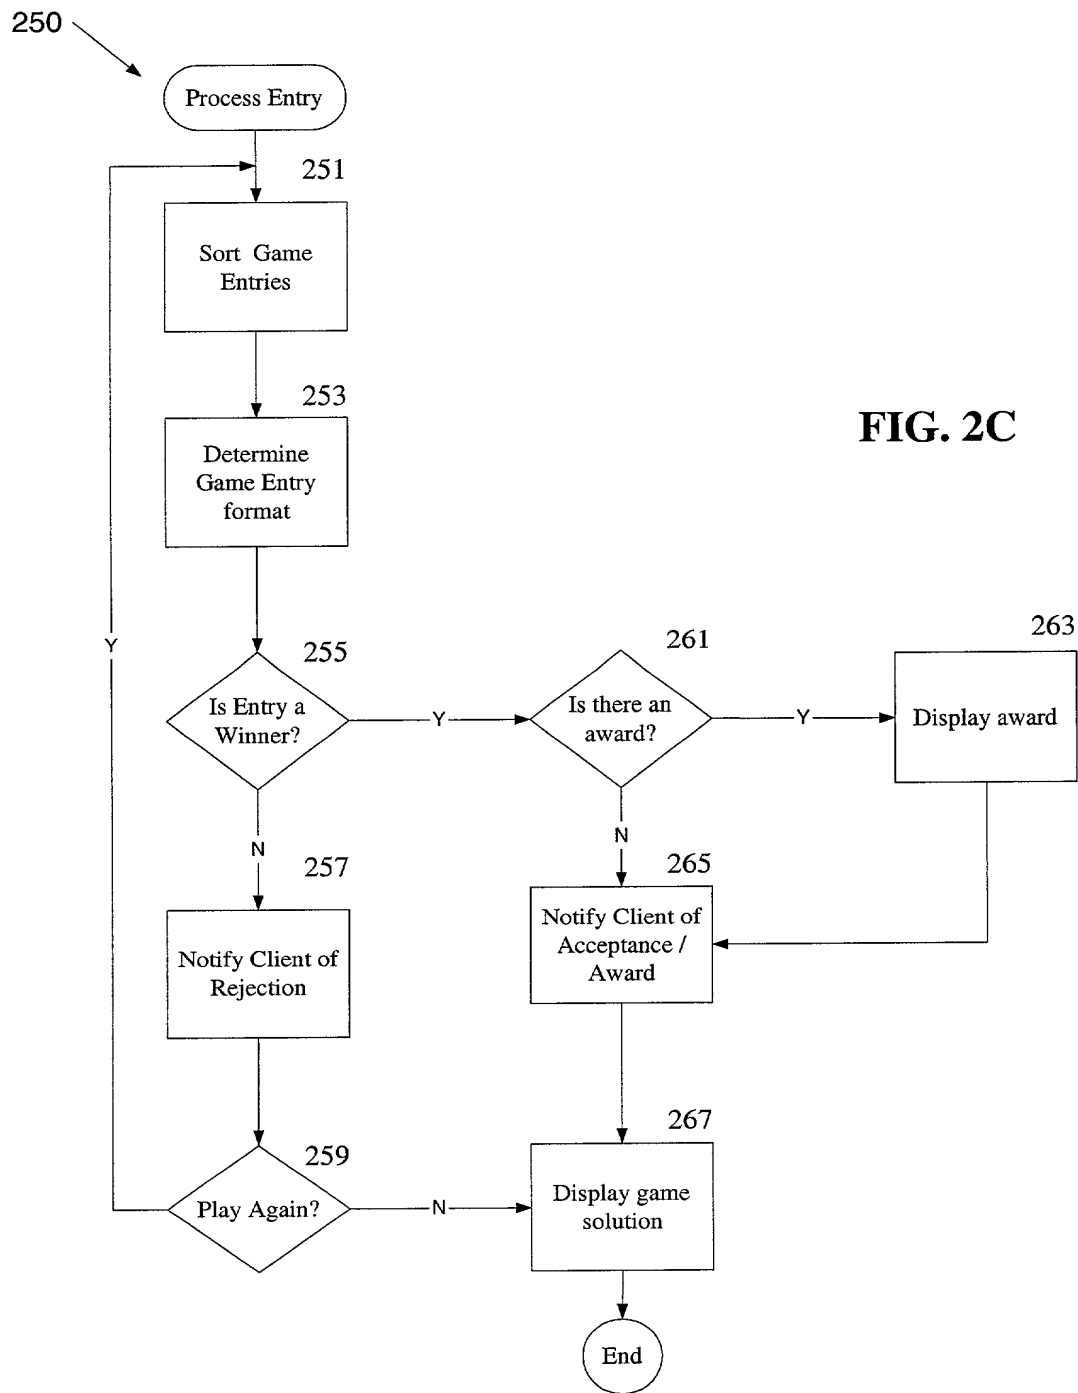 250
Process Entry
251
Sort Game
Entries
253
Determine
Game Entry
format
FIG. 2C
Y
255
Is Entry a
Winner?
Y
261
Is there an
award?
Y
263
Display award
N
N
257
Notify Client of
Rejection
265
Notify Client of
Acceptance /
Award
259
Play Again?
N
267
Display game
solution
End